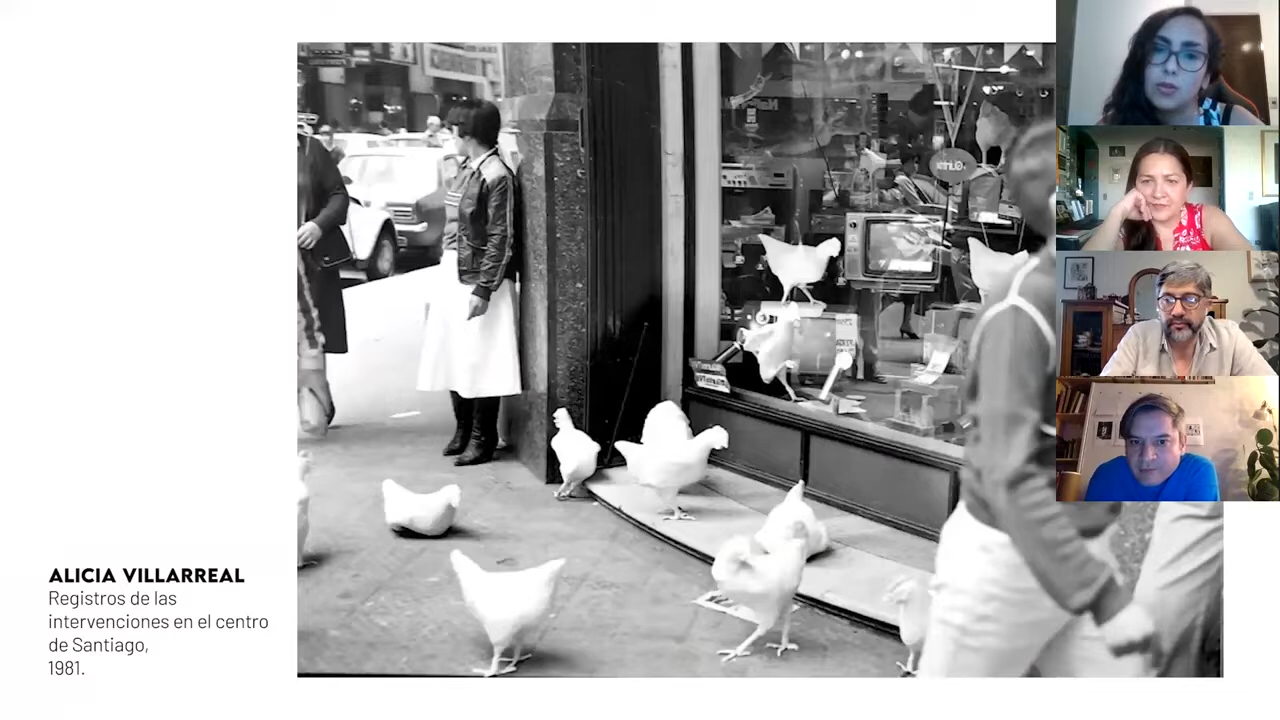 ALICIA VILLARREAL
Registros de las
intervenciones en el centro
de Santiago,
1981.